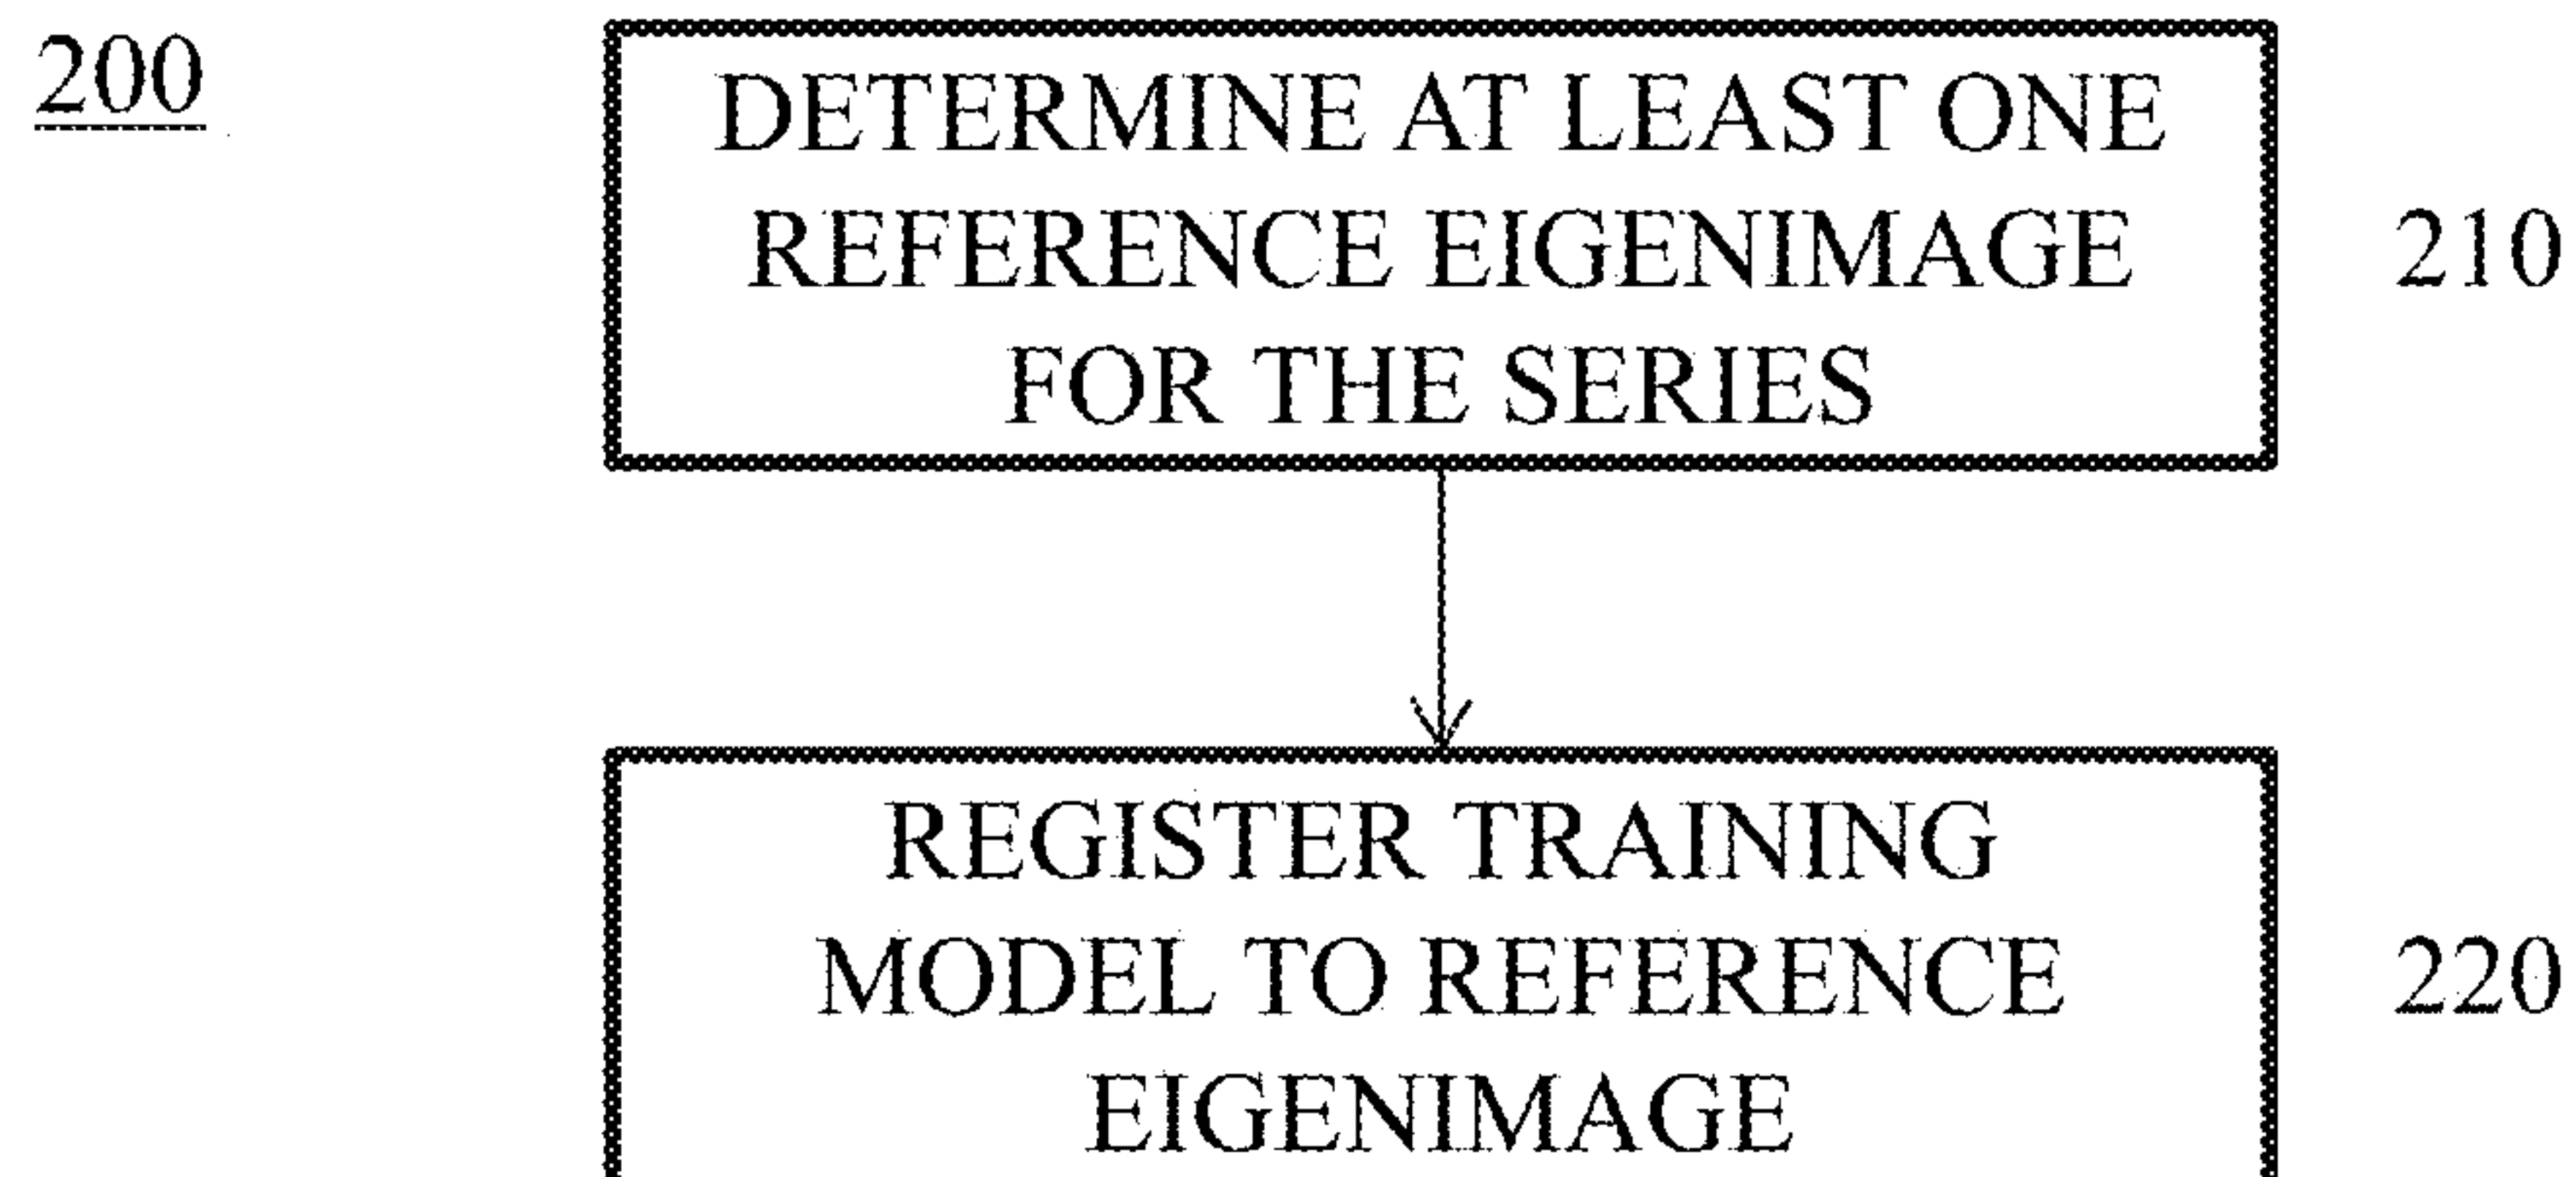 200
DETERMINE AT LEAST ONE
REFERENCE EIGENIMAGE
FOR THE SERIES
210
REGISTER TRAINING
MODEL TO REFERENCE
EIGENIMAGE
220